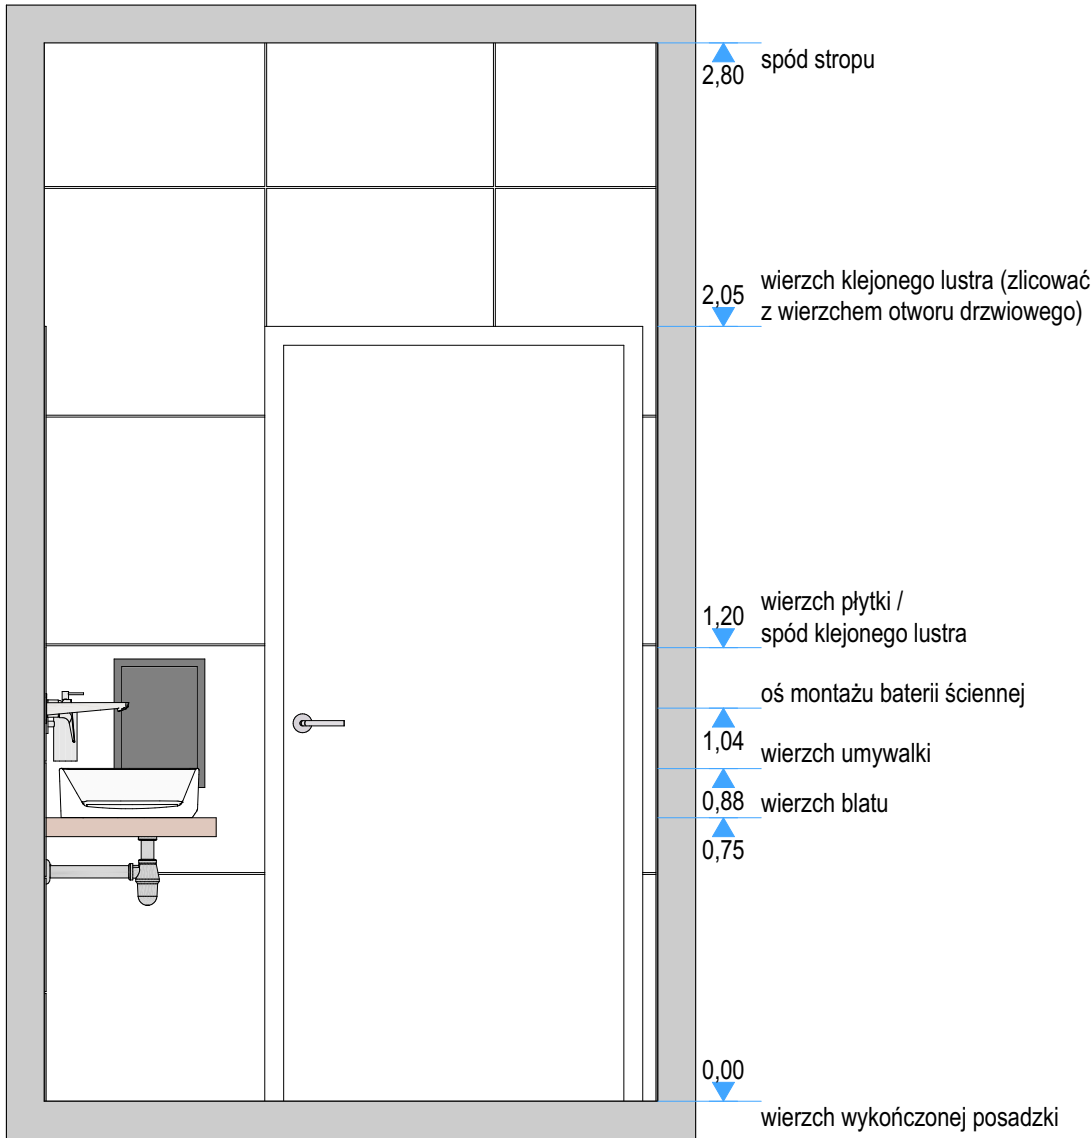 spód stropu
2,80
wierzch klejonego lustra (zlicować
2,05
z wierzchem otworu drzwiowego)
wierzch płytki /
1,20
spód klejonego lustra
oś montażu baterii ściennej
1,04
wierzch umywalki
0,88
wierzch blatu
0,75
0,00
wierzch wykończonej posadzki